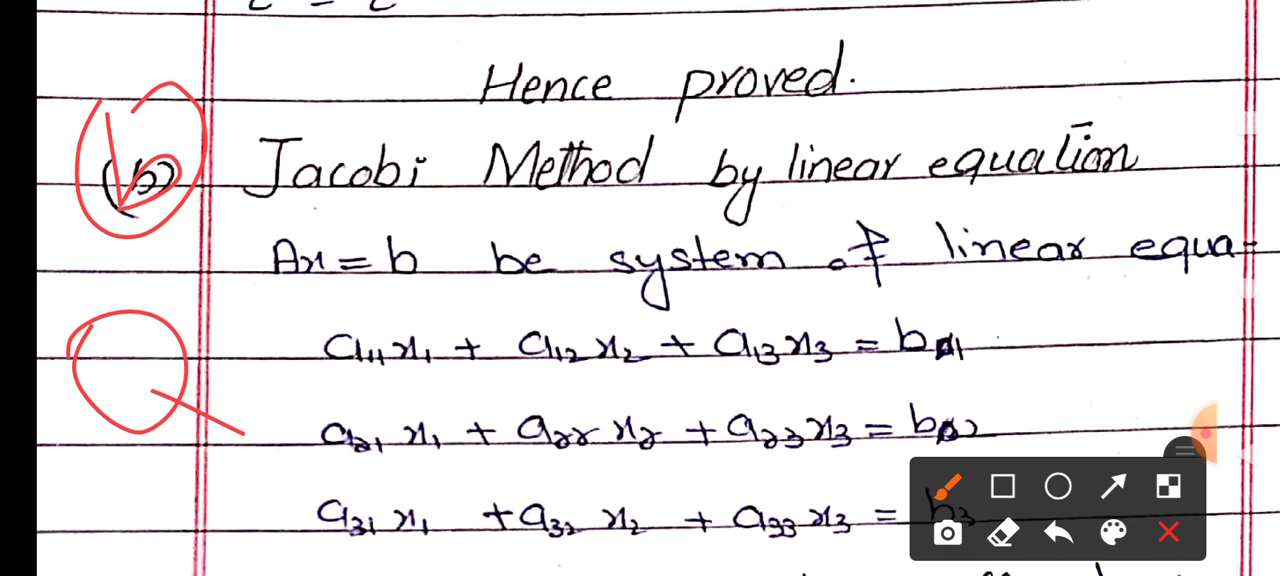 Hence proved.
(b) Jacobi Method by linear equation
Ax = b be system of linear equa-
a11x1 + a12x2 + a13x3 = b1
a21x1 + a22x2 + a23x3 = b2
a31x1 + a32x2 + a33x3 = b3